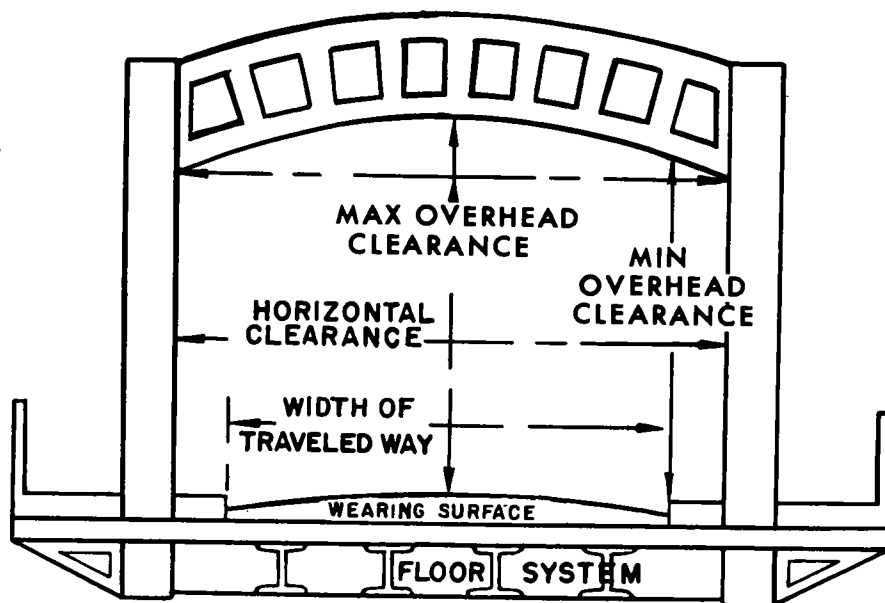 MAX OVERHEAD
CLEARANCE
MIN
OVERHEAD
CLEARANCE
HORIZONTAL
CLEARANCE
WIDTH OF
TRAVELED WAY
WEARING SURFACE
FLOOR SYSTEM